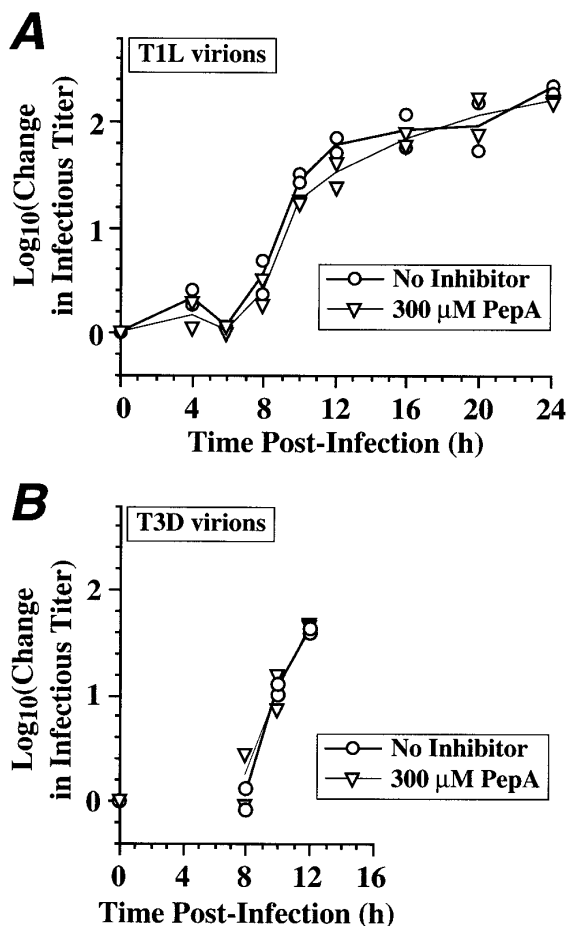 A
T1L virions
Log10(Change
in Infectious Titer)
2
1
0
No Inhibitor
300 µM PepA
0 4 8 12 16 20 24
Time Post-Infection (h)
B
T3D virions
Log10(Change
in Infectious Titer)
2
1
0
No Inhibitor
300 µM PepA
0 4 8 12 16
Time Post-Infection (h)